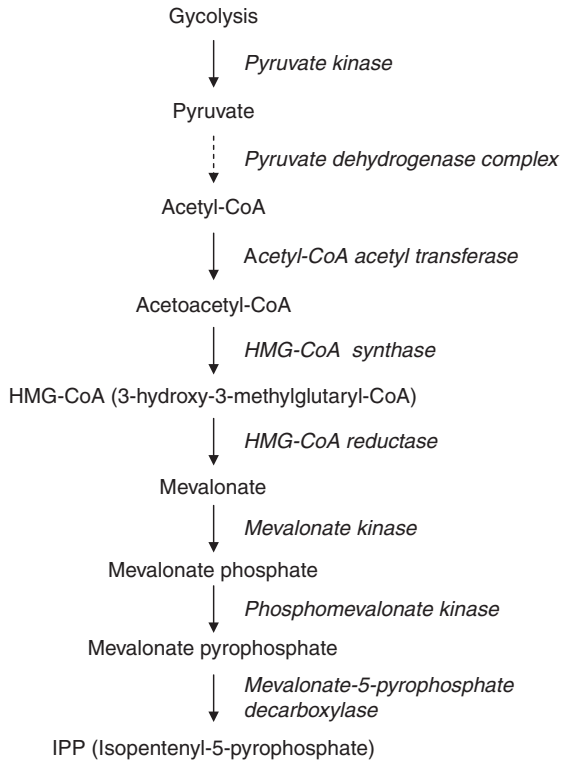 Gycolysis
Pyruvate kinase
Pyruvate
Pyruvate dehydrogenase complex
Acetyl-CoA
Acetyl-CoA acetyl transferase
Acetoacetyl-CoA
HMG-CoA synthase
HMG-CoA (3-hydroxy-3-methylglutaryl-CoA)
HMG-CoA reductase
Mevalonate
Mevalonate kinase
Mevalonate phosphate
Phosphomevalonate kinase
Mevalonate pyrophosphate
Mevalonate-5-pyrophosphate
decarboxylase
IPP (Isopentenyl-5-pyrophosphate)